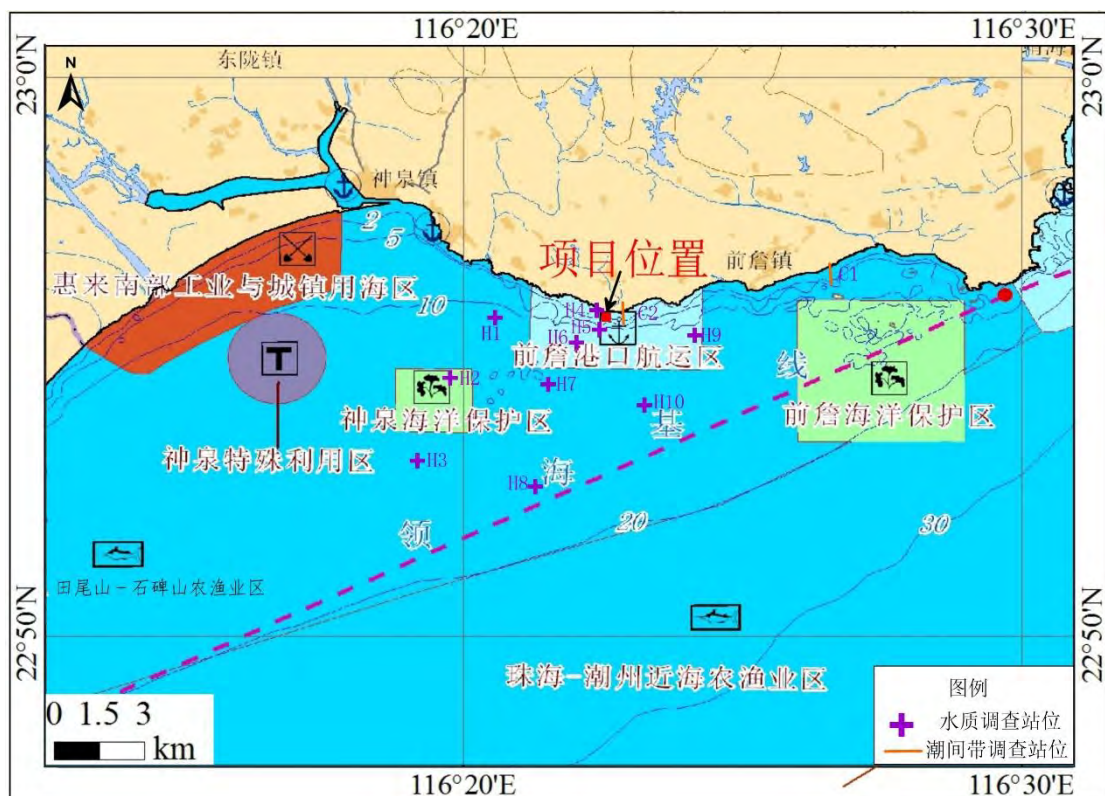 116°20'E 116°30'E
23°0'N
23°0'N
N
东陇镇
神泉镇
2
5
10
项目位置
前詹镇
C1
惠来南部工业与城镇用海区
H4
C2
H1
H5
H6
H9
前詹港口航运区
T
H2
H7
H10
神泉海洋保护区
前詹海洋保护区
神泉特殊利用区
H3
H8
领海基线
20
30
田尾山-石碑山农渔业区
22°50'N
22°50'N
珠海-潮州近海农渔业区
图例
水质调查站位
潮间带调查站位
0 1.5 3
km
116°20'E 116°30'E